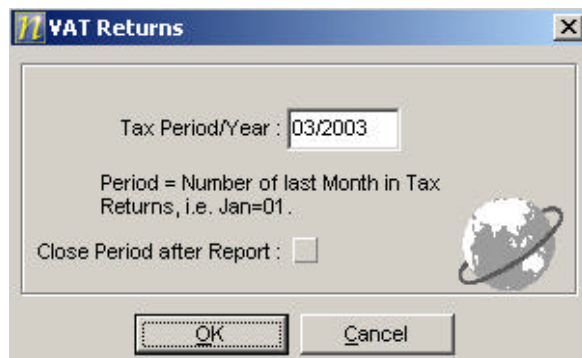 VAT Returns
Tax Period/Year : 03/2003
Period = Number of last Month in Tax
Returns, i.e. Jan=01.
Close Period after Report :
OK Cancel